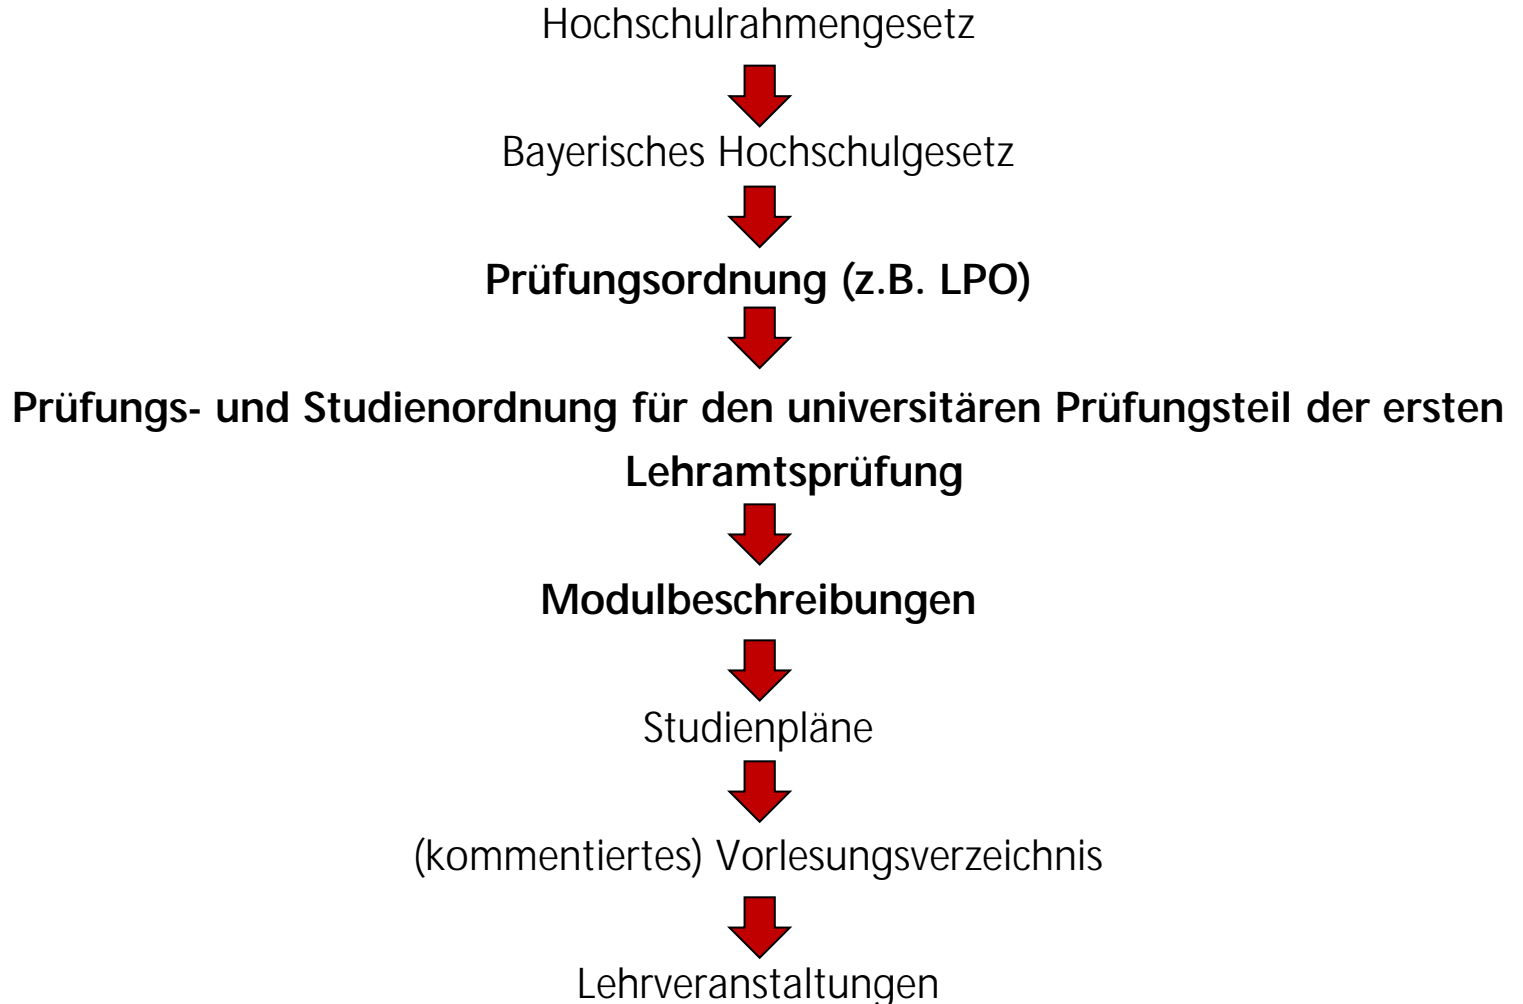 Hochschulrahmengesetz
Bayerisches Hochschulgesetz
Prüfungsordnung (z.B. LPO)
Prüfungs- und Studienordnung für den universitären Prüfungsteil der ersten
Lehramtsprüfung
Modulbeschreibungen
Studienpläne
(kommentiertes) Vorlesungsverzeichnis
Lehrveranstaltungen